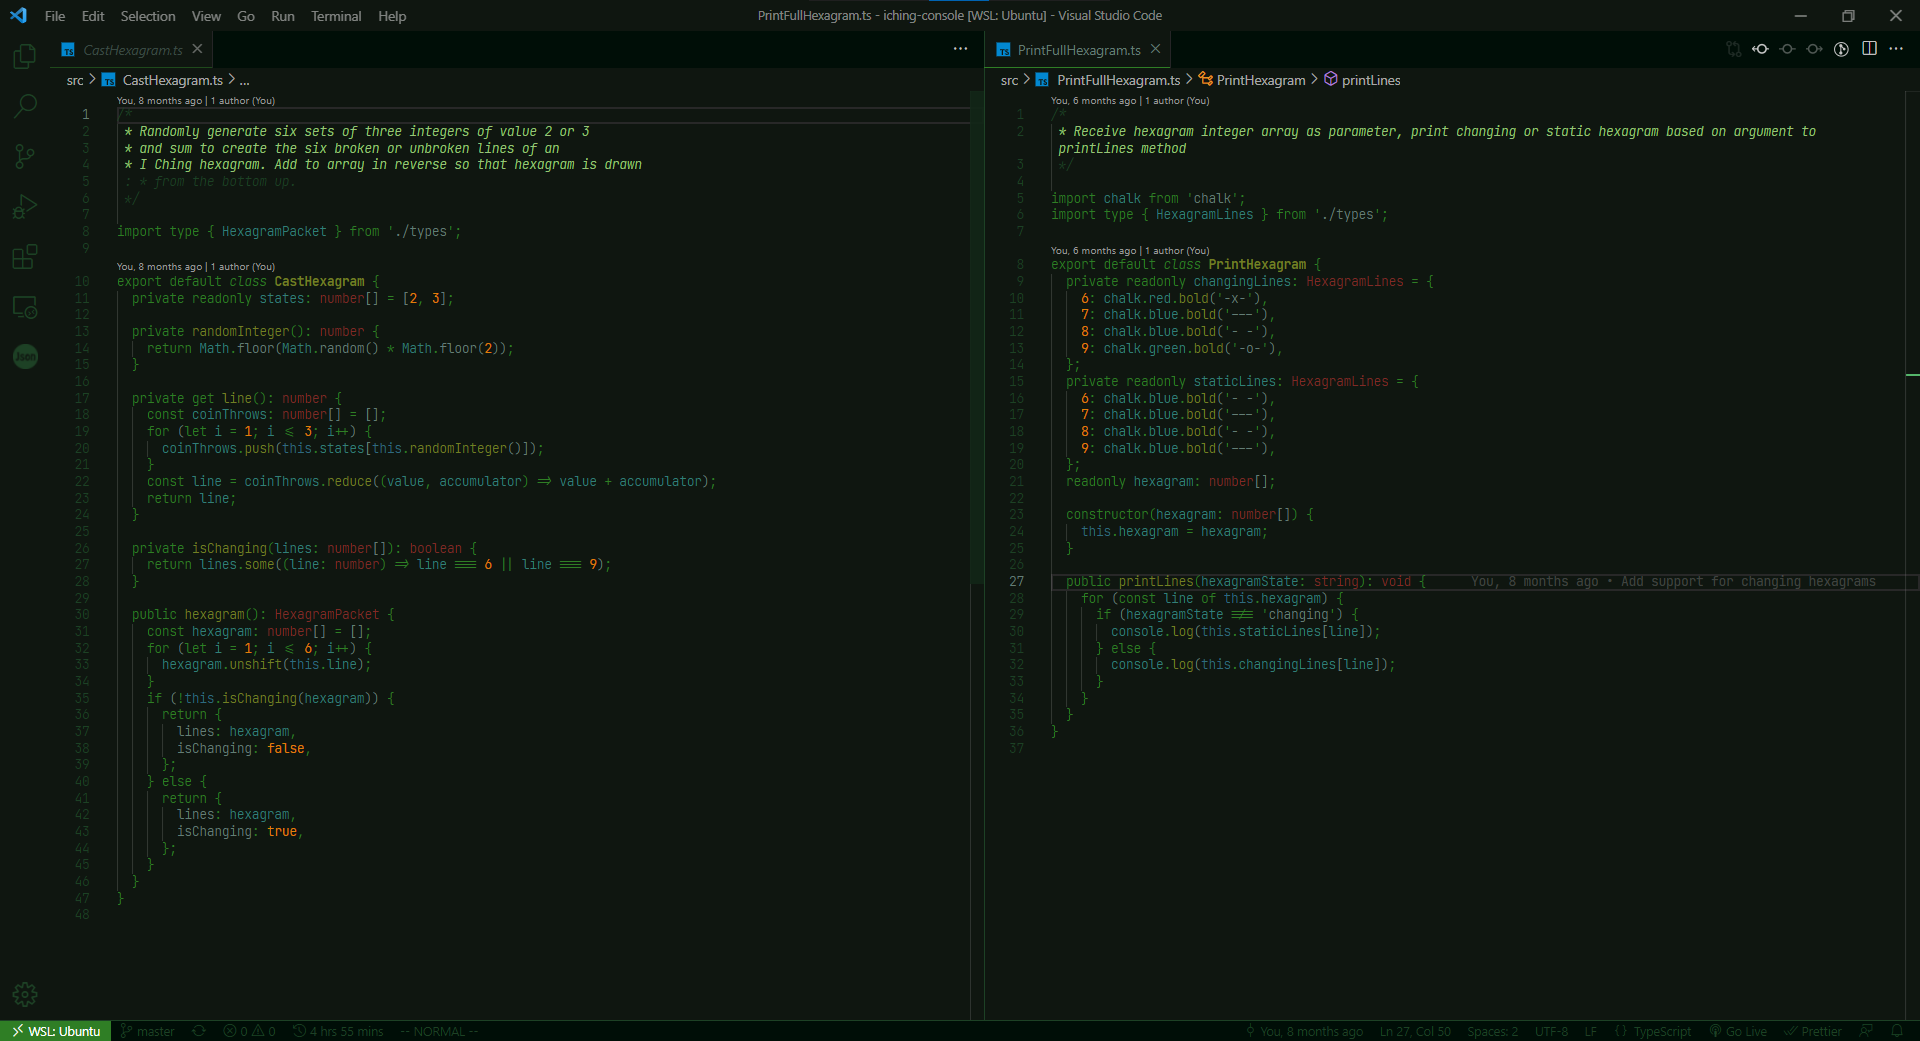 File Edit Selection View Go Run Terminal Help
PrintFullHexagram.ts - iching-console [WSL: Ubuntu] - Visual Studio Code
TS CastHexagram.ts
src > TS CastHexagram.ts > ...
You, 8 months ago | 1 author (You)
1 /*
2 * Randomly generate six sets of three integers of value 2 or 3
3 * and sum to create the six broken or unbroken lines of an
4 * I Ching hexagram. Add to array in reverse so that hexagram is drawn
5 : * from the bottom up.
6 */
7
8 import type { HexagramPacket } from './types';
9
You, 8 months ago | 1 author (You)
10 export default class CastHexagram {
11 private readonly states: number[] = [2, 3];
12
13 private randomInteger(): number {
14 return Math.floor(Math.random() * Math.floor(2));
15 }
16
17 private get line(): number {
18 const coinThrows: number[] = [];
19 for (let i = 1; i <= 3; i++) {
20 coinThrows.push(this.states[this.randomInteger()]);
21 }
22 const line = coinThrows.reduce((value, accumulator) => value + accumulator);
23 return line;
24 }
25
26 private isChanging(lines: number[]): boolean {
27 return lines.some((line: number) => line === 6 || line === 9);
28 }
29
30 public hexagram(): HexagramPacket {
31 const hexagram: number[] = [];
32 for (let i = 1; i <= 6; i++) {
33 hexagram.unshift(this.line);
34 }
35 if (!this.isChanging(hexagram)) {
36 return {
37 lines: hexagram,
38 isChanging: false,
39 };
40 } else {
41 return {
42 lines: hexagram,
43 isChanging: true,
44 };
45 }
46 }
47 }
48
TS PrintFullHexagram.ts
src > TS PrintFullHexagram.ts > PrintHexagram > printLines
You, 6 months ago | 1 author (You)
1 /*
2 * Receive hexagram integer array as parameter, print changing or static hexagram based on argument to
printLines method
3 */
4
5 import chalk from 'chalk';
6 import type { HexagramLines } from './types';
7
You, 6 months ago | 1 author (You)
8 export default class PrintHexagram {
9 private readonly changingLines: HexagramLines = {
10 6: chalk.red.bold('-x-'),
11 7: chalk.blue.bold('---'),
12 8: chalk.blue.bold('- -'),
13 9: chalk.green.bold('-o-'),
14 };
15 private readonly staticLines: HexagramLines = {
16 6: chalk.blue.bold('- -'),
17 7: chalk.blue.bold('---'),
18 8: chalk.blue.bold('- -'),
19 9: chalk.blue.bold('---'),
20 };
21 readonly hexagram: number[];
22
23 constructor(hexagram: number[]) {
24 this.hexagram = hexagram;
25 }
26
27 public printLines(hexagramState: string): void { You, 8 months ago • Add support for changing hexagrams
28 for (const line of this.hexagram) {
29 if (hexagramState !== 'changing') {
30 console.log(this.staticLines[line]);
31 } else {
32 console.log(this.changingLines[line]);
33 }
34 }
35 }
36 }
37
Json
WSL: Ubuntu master 0 0 4 hrs 55 mins -- NORMAL -- You, 8 months ago Ln 27, Col 50 Spaces: 2 UTF-8 LF {} TypeScript Go Live Prettier